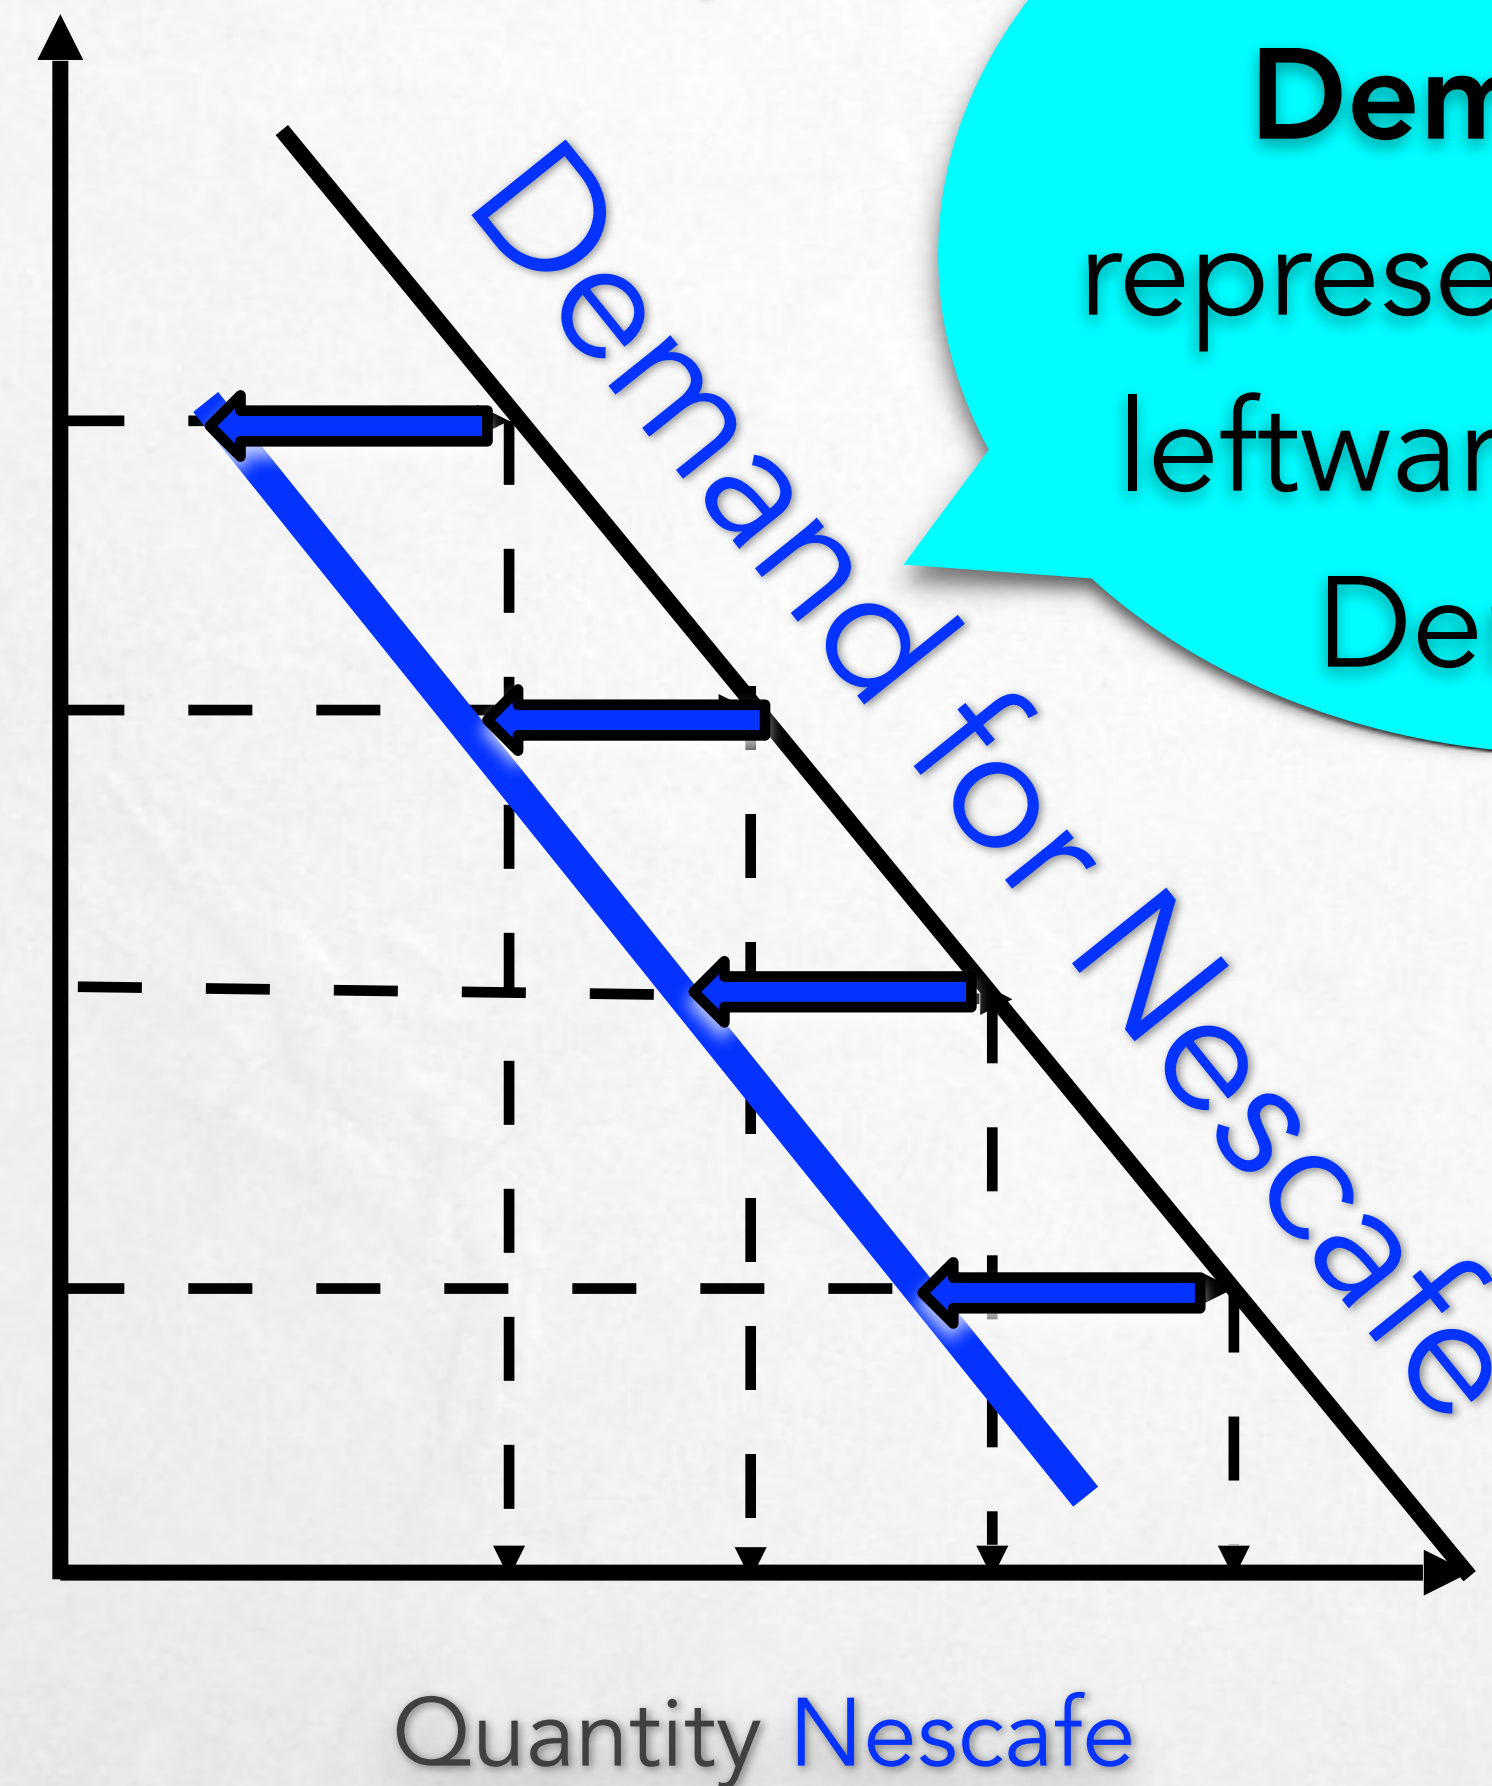 Dem
represe
leftwar
De
Demand for Nescafe
Quantity Nescafe